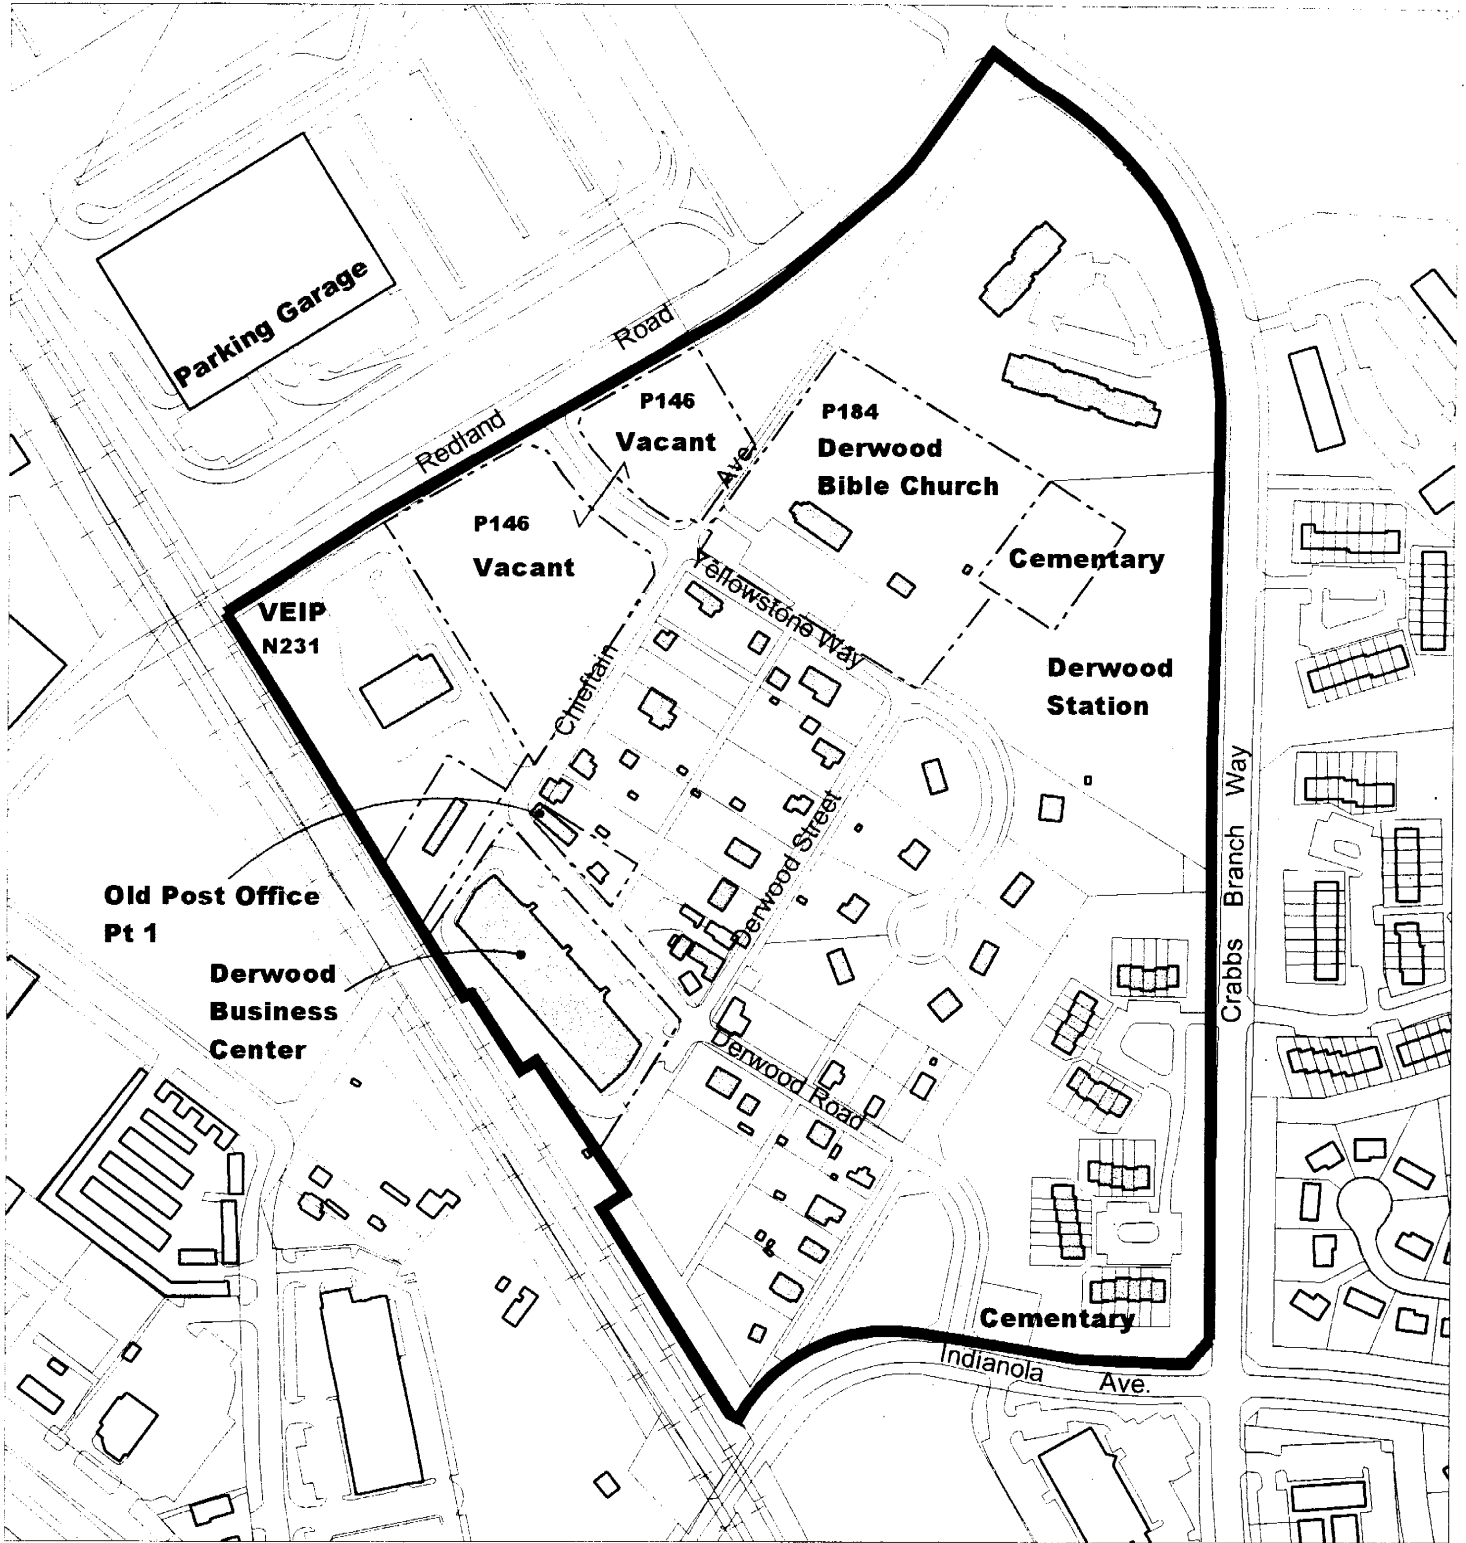 Parking Garage
Redland Road
P146
Vacant
P184
Derwood
Bible Church
Ave.
P146
Vacant
Cementary
Yellowstone Way
VEIP
N231
Chieftain
Derwood
Station
Crabbs Branch Way
Derwood Street
Old Post Office
Pt 1
Derwood
Business
Center
Derwood Road
Cementary
Indianola Ave.